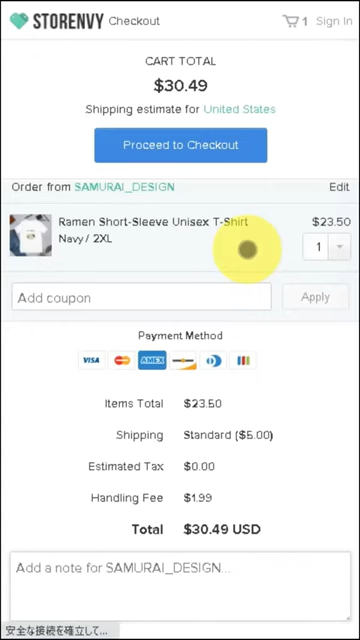 STORENVY Checkout 1 Sign In
CART TOTAL
$30.49
Shipping estimate for United States
Proceed to Checkout
Order from SAMURAI_DESIGN Edit
Ramen Short-Sleeve Unisex T-Shirt $23.50
Navy / 2XL 1
Add coupon Apply
Payment Method
VISA AMEX
Items Total $23.50
Shipping Standard ($5.00)
Estimated Tax $0.00
Handling Fee $1.99
Total $30.49 USD
Add a note for SAMURAI_DESIGN...
安全な接続を確立して...